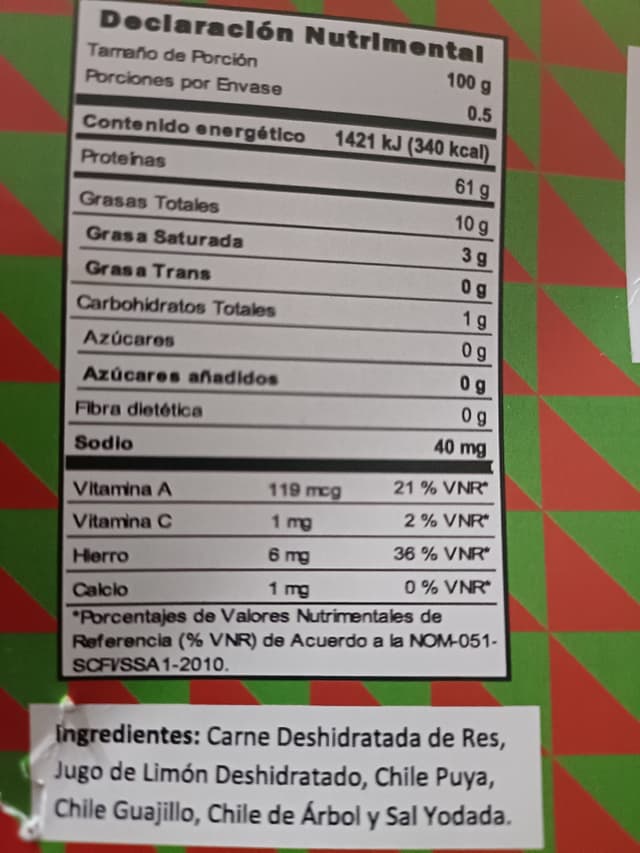 Declaración Nutrimental
Tamaño de Porción 100 g
Porciones por Envase 0.5
Contenido energético 1421 kJ (340 kcal)
Proteínas 61 g
Grasas Totales 10 g
Grasa Saturada 3 g
Grasa Trans 0 g
Carbohidratos Totales 1 g
Azúcares 0 g
Azúcares añadidos 0 g
Fibra dietética 0 g
Sodio 40 mg
Vitamina A 119 mcg 21 % VNR*
Vitamina C 1 mg 2 % VNR*
Hierro 6 mg 36 % VNR*
Calcio 1 mg 0 % VNR*
*Porcentajes de Valores Nutrimentales de
Referencia (% VNR) de Acuerdo a la NOM-051-
SCFI/SSA1-2010.
Ingredientes: Carne Deshidratada de Res,
Jugo de Limón Deshidratado, Chile Puya,
Chile Guajillo, Chile de Árbol y Sal Yodada.